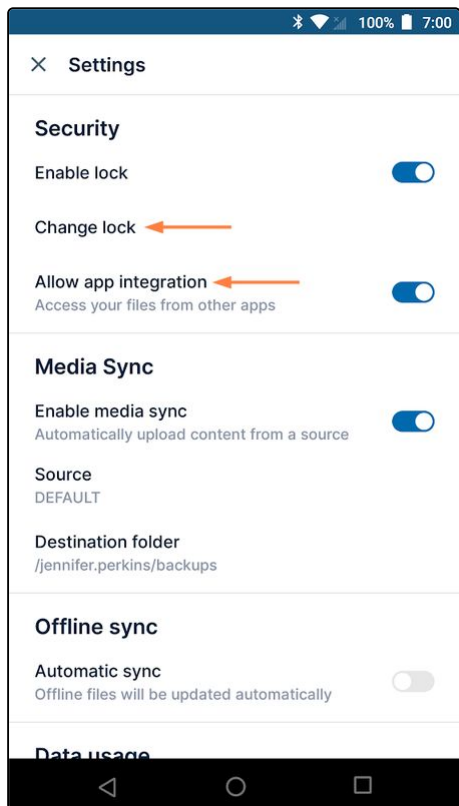 100% 7:00
Settings
Security
Enable lock
Change lock
Allow app integration
Access your files from other apps
Media Sync
Enable media sync
Automatically upload content from a source
Source
DEFAULT
Destination folder
/jennifer.perkins/backups
Offline sync
Automatic sync
Offline files will be updated automatically
Data usage